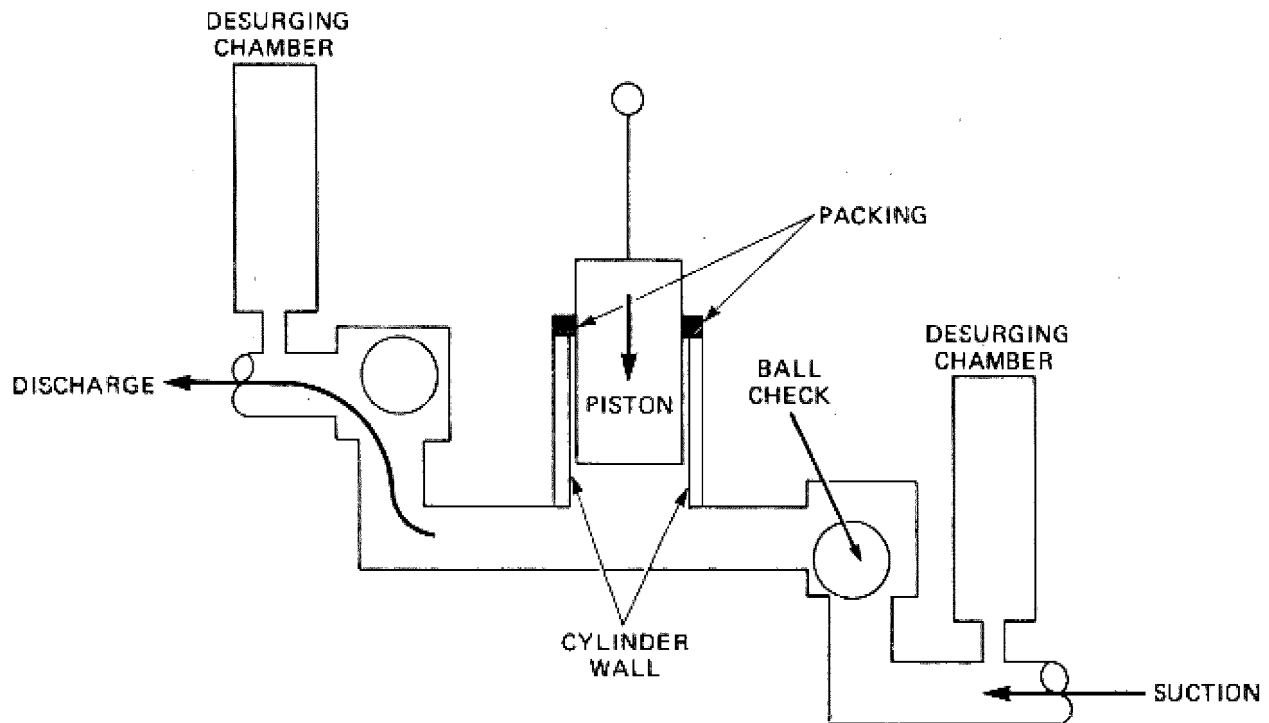 DESURGING
CHAMBER
PACKING
DESURGING
CHAMBER
BALL
CHECK
DISCHARGE
PISTON
CYLINDER
WALL
SUCTION